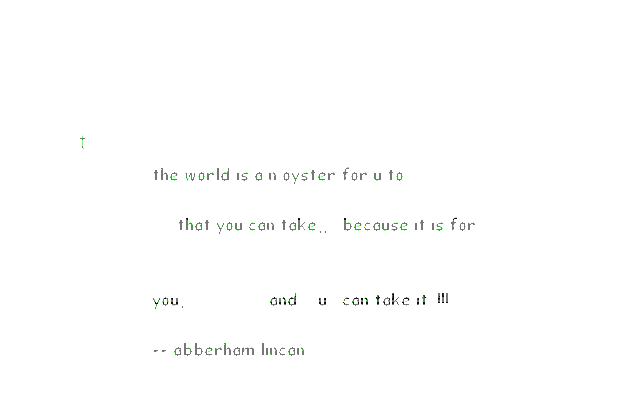 †
the world is a n oyster for u to
that you can take,, because it is for
you, and u can take it !!!
-- abberham lincan